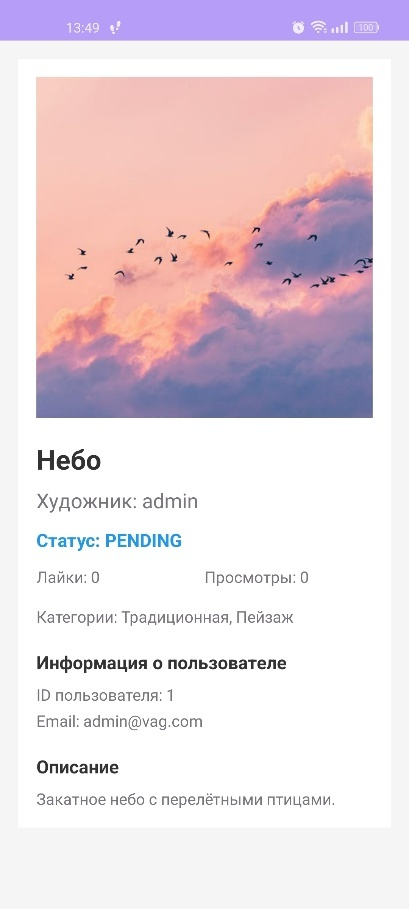 13:49
100
Небо
Художник: admin
Статус: PENDING
Лайки: 0 Просмотры: 0
Категории: Традиционная, Пейзаж
Информация о пользователе
ID пользователя: 1
Email: admin@vag.com
Описание
Закатное небо с перелётными птицами.